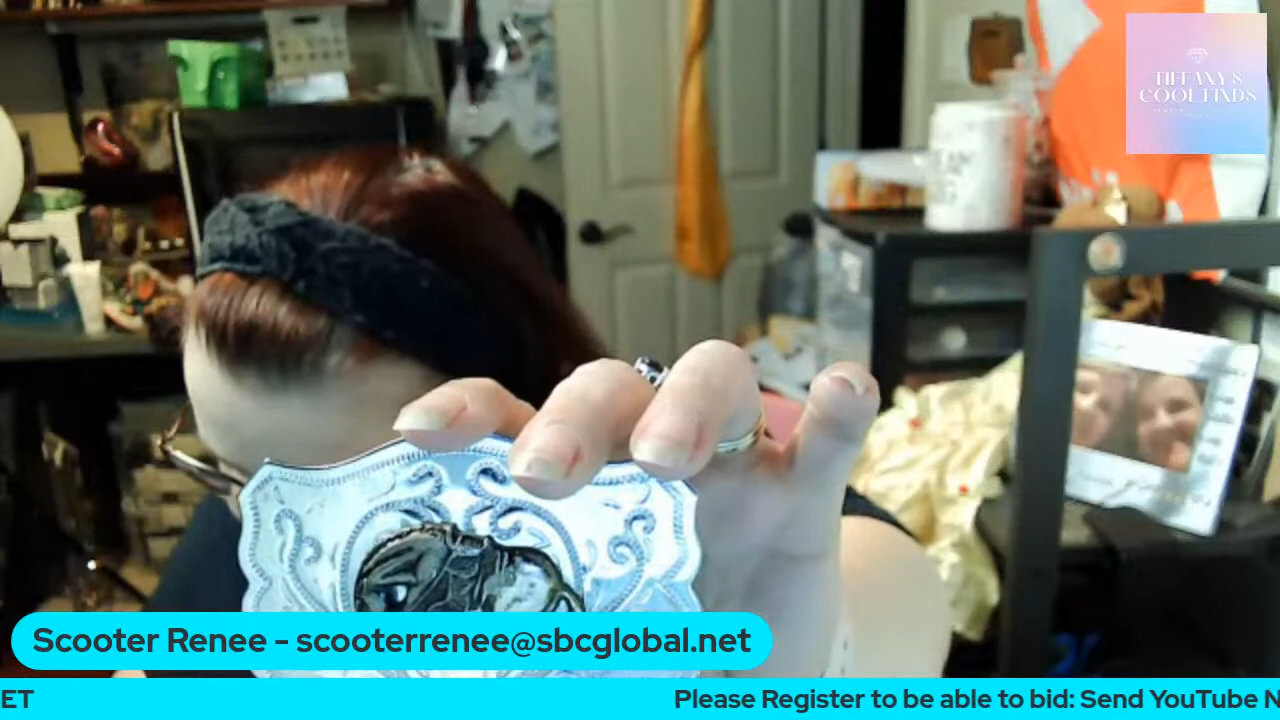 TIFFANY'S
COOL FINDS
Scooter Renee - scooterrenee@sbcglobal.net
ET
Please Register to be able to bid: Send YouTube N